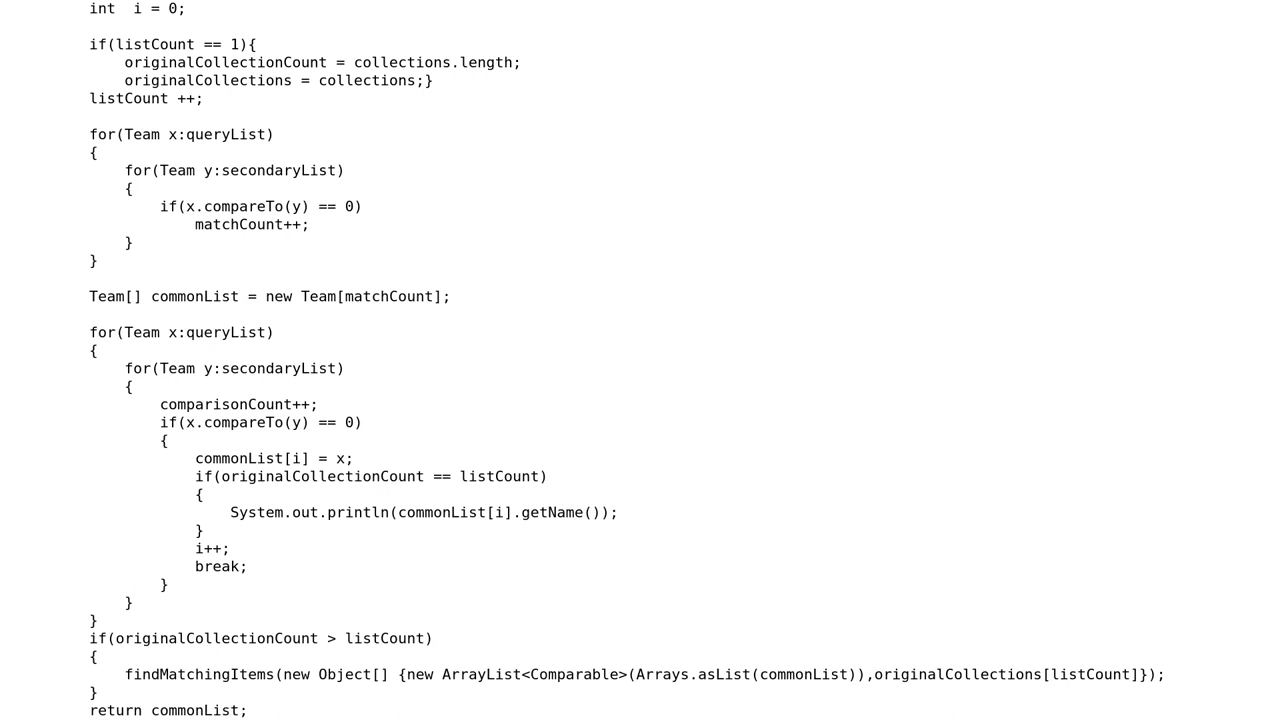 int  i = 0;
if(listCount == 1){
originalCollectionCount = collections.length;
originalCollections = collections;}
listCount ++;
for(Team x:queryList)
{
for(Team y:secondaryList)
{
if(x.compareTo(y) == 0)
matchCount++;
}
}
Team[] commonList = new Team[matchCount];
for(Team x:queryList)
{
for(Team y:secondaryList)
{
comparisonCount++;
if(x.compareTo(y) == 0)
{
commonList[i] = x;
if(originalCollectionCount == listCount)
{
System.out.println(commonList[i].getName());
}
i++;
break;
}
}
}
if(originalCollectionCount > listCount)
{
findMatchingItems(new Object[] {new ArrayList<Comparable>(Arrays.asList(commonList)),originalCollections[listCount]});
}
return commonList;